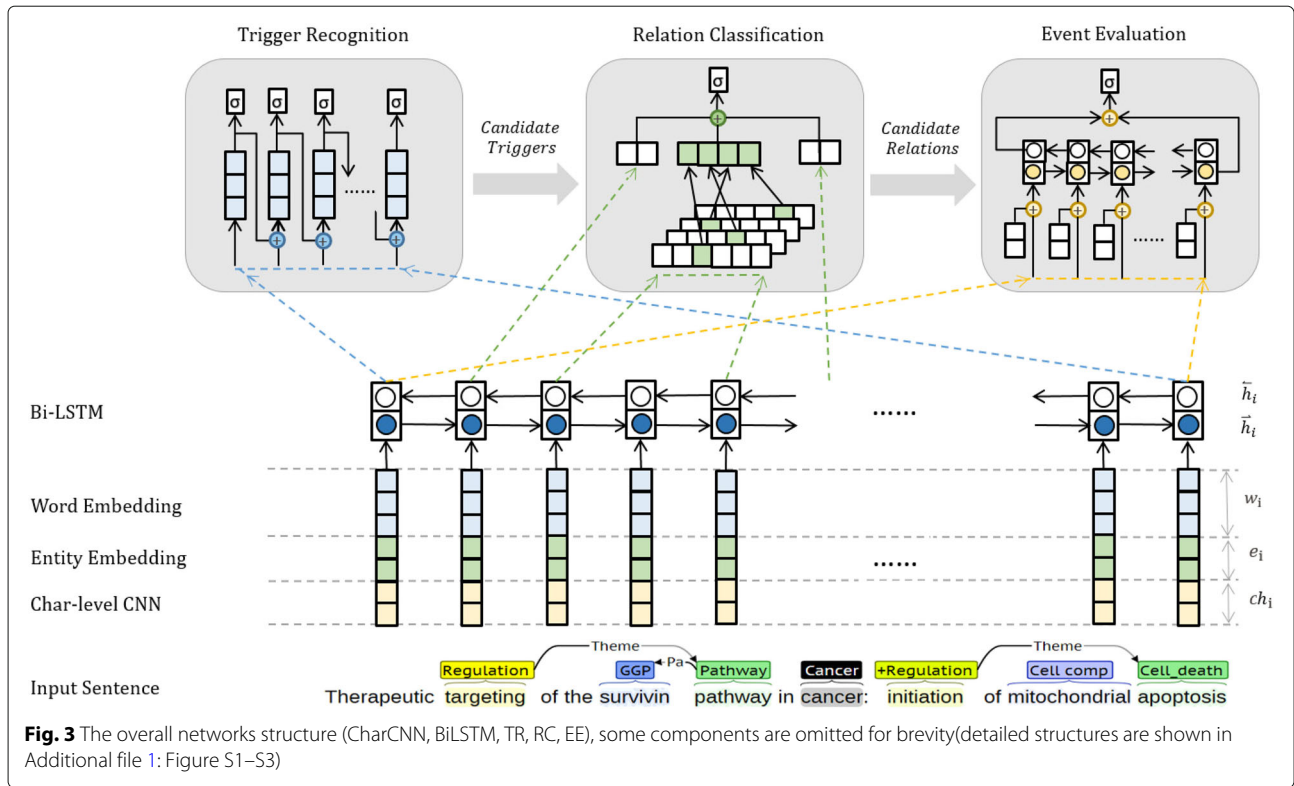 Trigger Recognition
Relation Classification
Event Evaluation
σ σ σ σ
σ
σ
+ + +
+
+
+ + + +
......
......
Candidate
Triggers
Candidate
Relations
Bi-LSTM
......
h⃖i
h⃗i
Word Embedding
wi
Entity Embedding
......
ei
Char-level CNN
chi
Theme
Theme
Regulation GGP Pa Pathway Cancer +Regulation Cell comp Cell_death
Input Sentence
Therapeutic targeting of the survivin pathway in cancer: initiation of mitochondrial apoptosis
Fig. 3 The overall networks structure (CharCNN, BiLSTM, TR, RC, EE), some components are omitted for brevity(detailed structures are shown in
Additional file 1: Figure S1–S3)